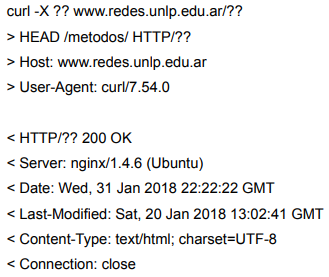 curl -X ?? www.redes.unlp.edu.ar/??
> HEAD /metodos/ HTTP/??
> Host: www.redes.unlp.edu.ar
> User-Agent: curl/7.54.0
< HTTP/?? 200 OK
< Server: nginx/1.4.6 (Ubuntu)
< Date: Wed, 31 Jan 2018 22:22:22 GMT
< Last-Modified: Sat, 20 Jan 2018 13:02:41 GMT
< Content-Type: text/html; charset=UTF-8
< Connection: close